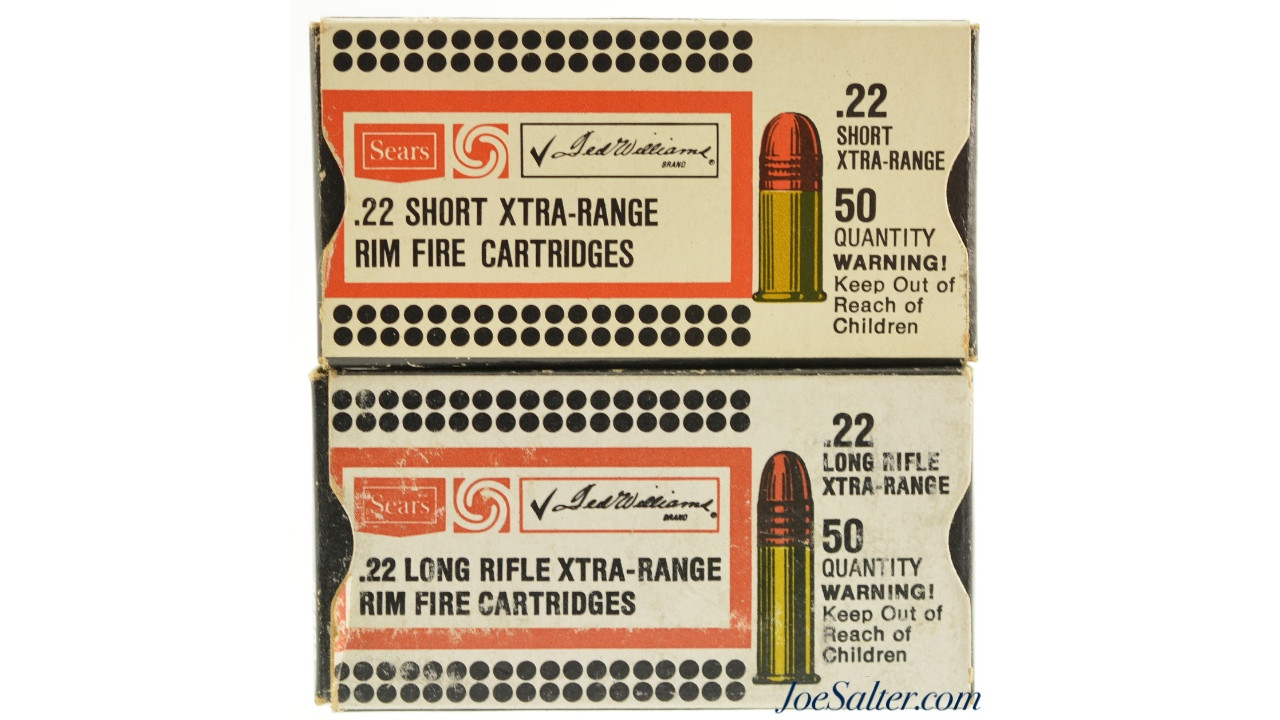 Sears
Ted Williams®
BRAND
.22 SHORT XTRA-RANGE
RIM FIRE CARTRIDGES
.22
SHORT
XTRA-RANGE
50
QUANTITY
WARNING!
Keep Out of
Reach of
Children
Sears
Ted Williams®
BRAND
.22 LONG RIFLE XTRA-RANGE
RIM FIRE CARTRIDGES
.22
LONG RIFLE
XTRA-RANGE
50
QUANTITY
WARNING!
Keep Out of
Reach of
Children
JoeSalter.com